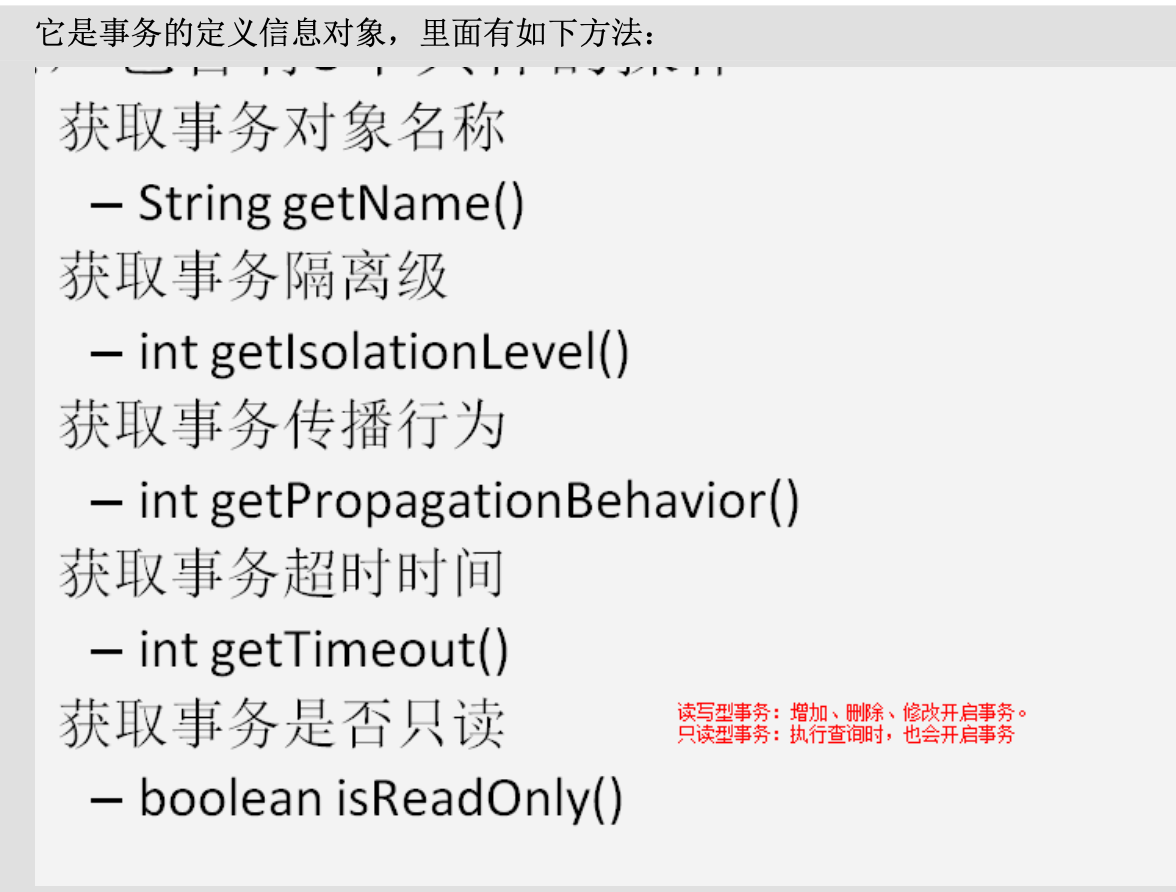 它是事务的定义信息对象，里面有如下方法：
获取事务对象名称
– String getName()
获取事务隔离级
– int getIsolationLevel()
获取事务传播行为
– int getPropagationBehavior()
获取事务超时时间
– int getTimeout()
获取事务是否只读
读写型事务：增加、删除、修改开启事务。
只读型事务：执行查询时，也会开启事务
– boolean isReadOnly()